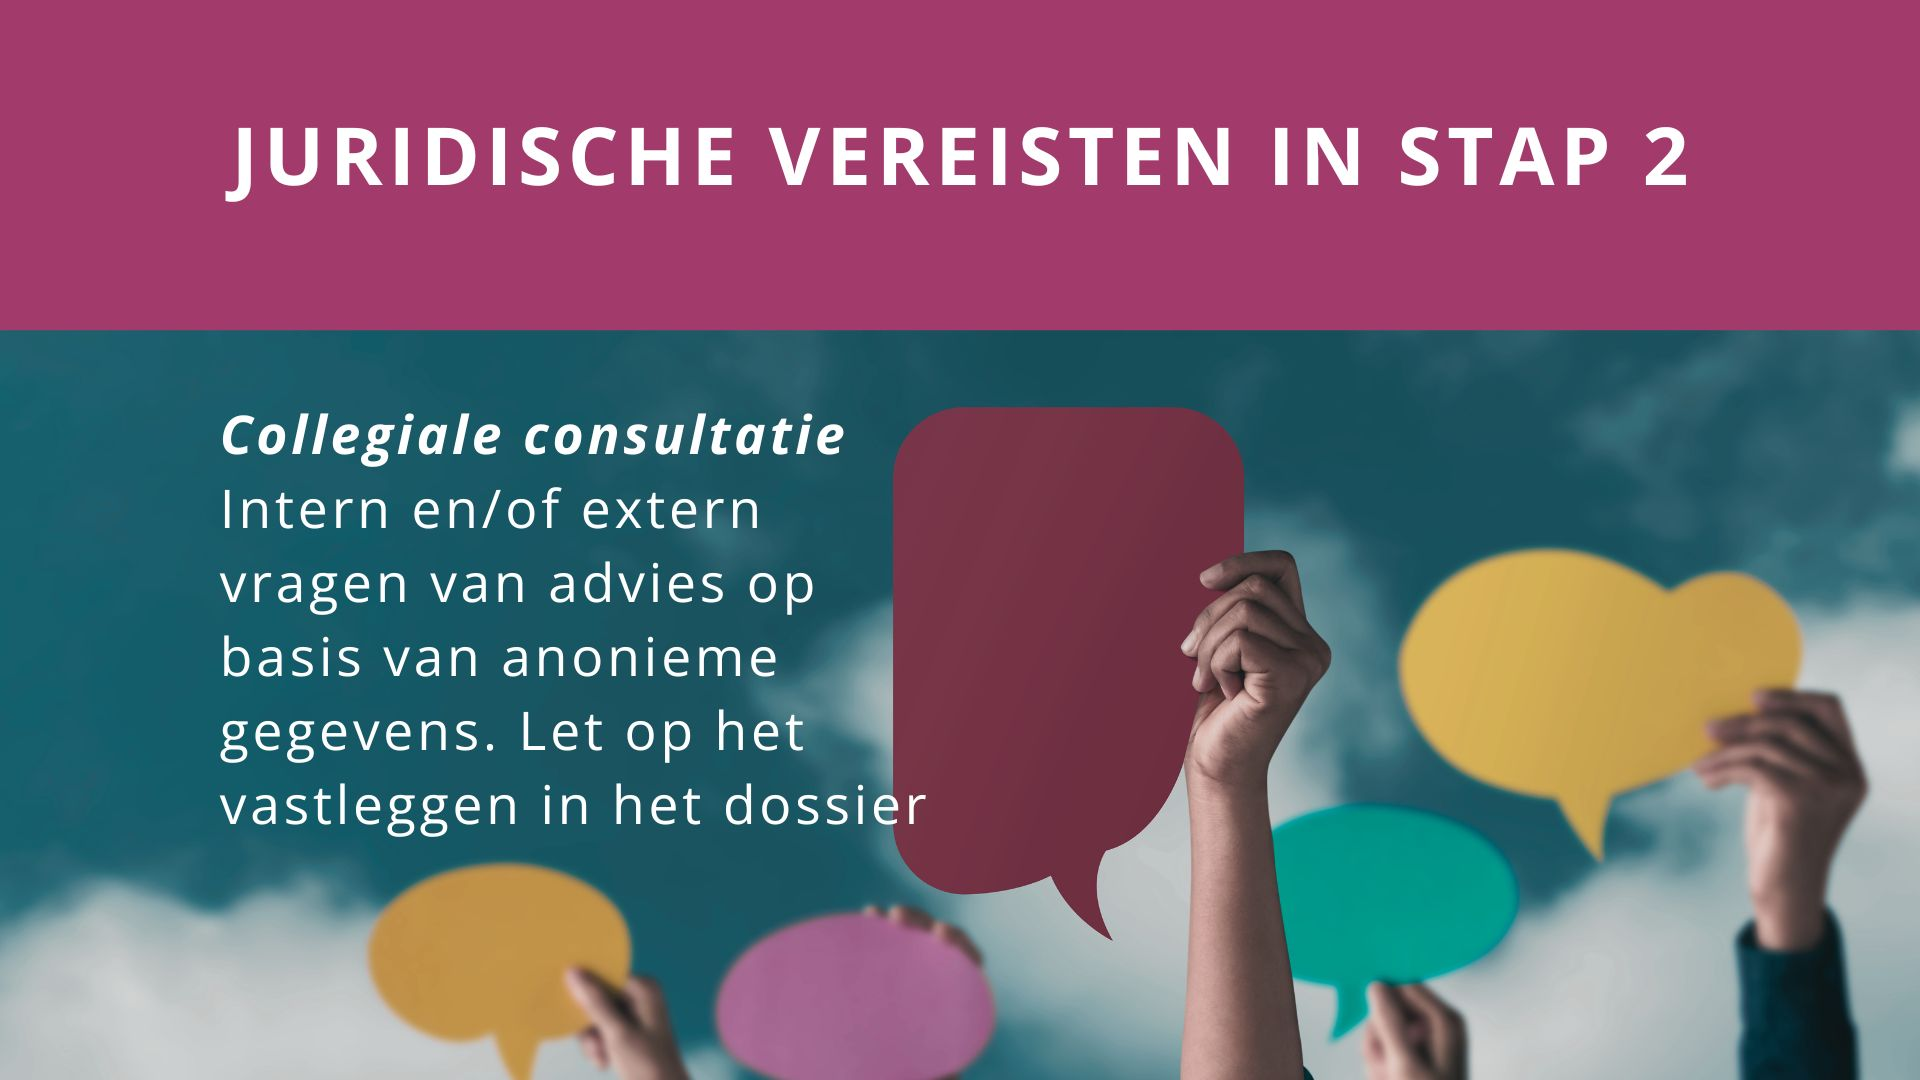 JURIDISCHE VEREISTEN IN STAP 2
Collegiale consultatie
Intern en/of extern
vragen van advies op
basis van anonieme
gegevens. Let op het
vastleggen in het dossier